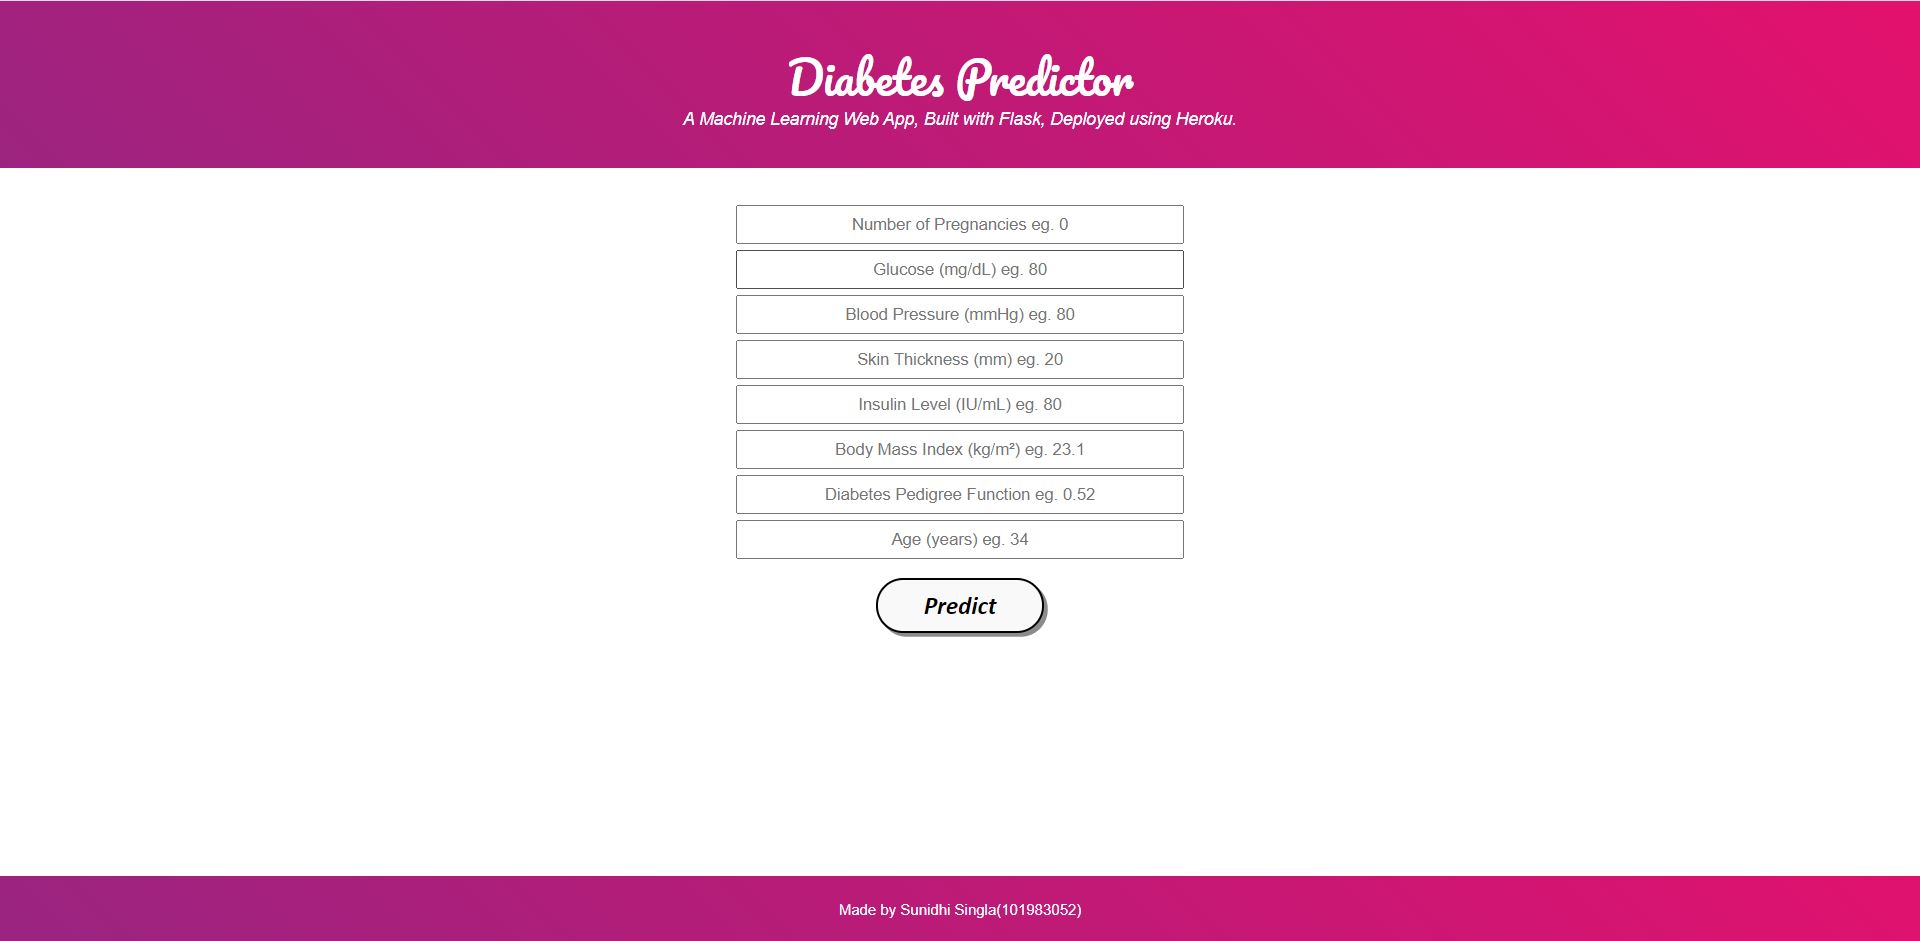 Diabetes Predictor
A Machine Learning Web App, Built with Flask, Deployed using Heroku.
Number of Pregnancies eg. 0
Glucose (mg/dL) eg. 80
Blood Pressure (mmHg) eg. 80
Skin Thickness (mm) eg. 20
Insulin Level (IU/mL) eg. 80
Body Mass Index (kg/m²) eg. 23.1
Diabetes Pedigree Function eg. 0.52
Age (years) eg. 34
Predict
Made by Sunidhi Singla(101983052)